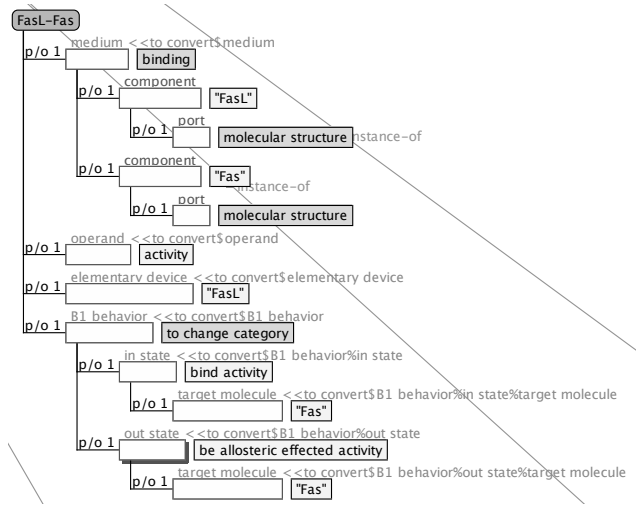 FasL-Fas
medium <<to convert$medium
p/o 1 binding
component
p/o 1 "FasL"
port
p/o 1 molecular structure instance-of
component
p/o 1 "Fas"
instance-of
port
p/o 1 molecular structure
operand <<to convert$operand
p/o 1 activity
elementary device <<to convert$elementary device
p/o 1 "FasL"
B1 behavior <<to convert$B1 behavior
p/o 1 to change category
in state <<to convert$B1 behavior%in state
p/o 1 bind activity
target molecule <<to convert$B1 behavior%in state%target molecule
p/o 1 "Fas"
out state <<to convert$B1 behavior%out state
p/o 1 be allosteric effected activity
target molecule <<to convert$B1 behavior%out state%target molecule
p/o 1 "Fas"